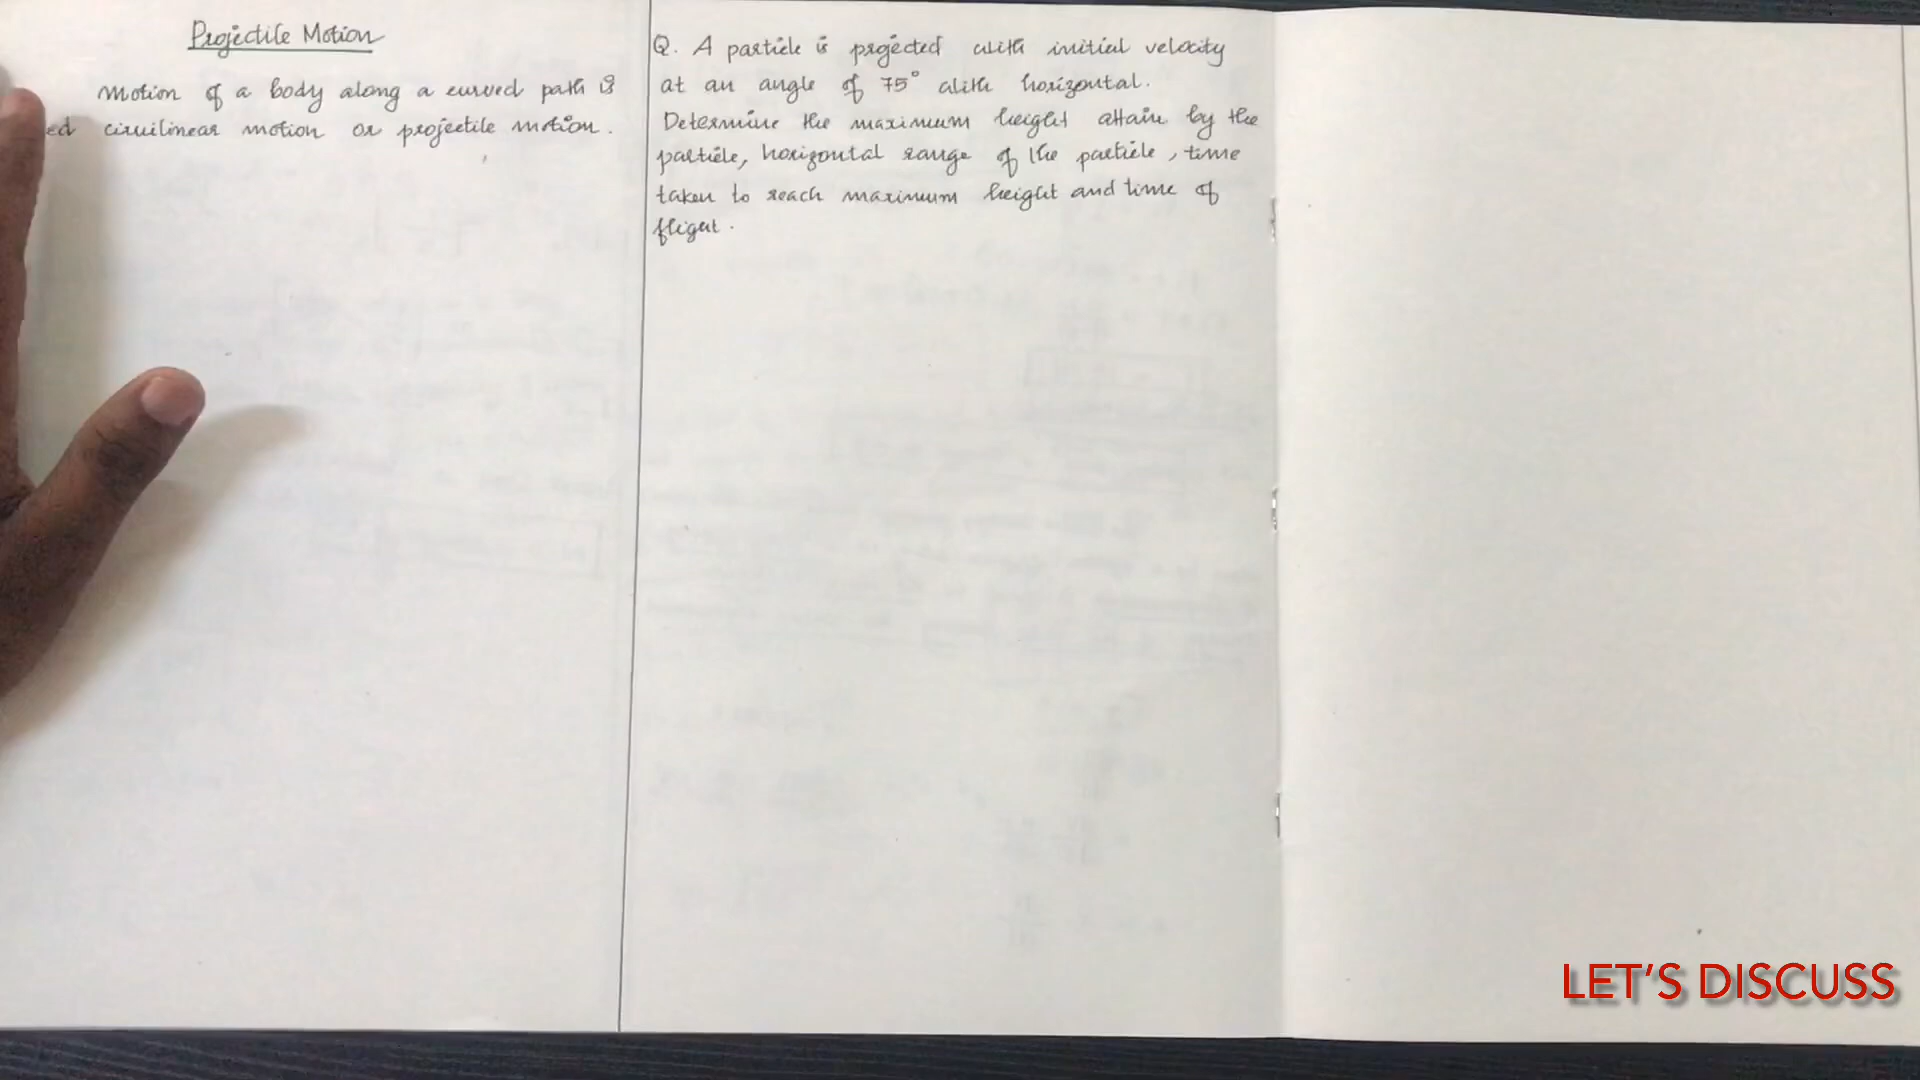 Projectile Motion
Motion of a body along a curved path is
ed circuilinear motion or projectile motion.
Q. A particle is projected with initial velocity
at an angle of 75° with horizontal.
Determine the maximum height attain by the
particle, horizontal range of the particle, time
taken to reach maximum height and time of
flight.
LET'S DISCUSS